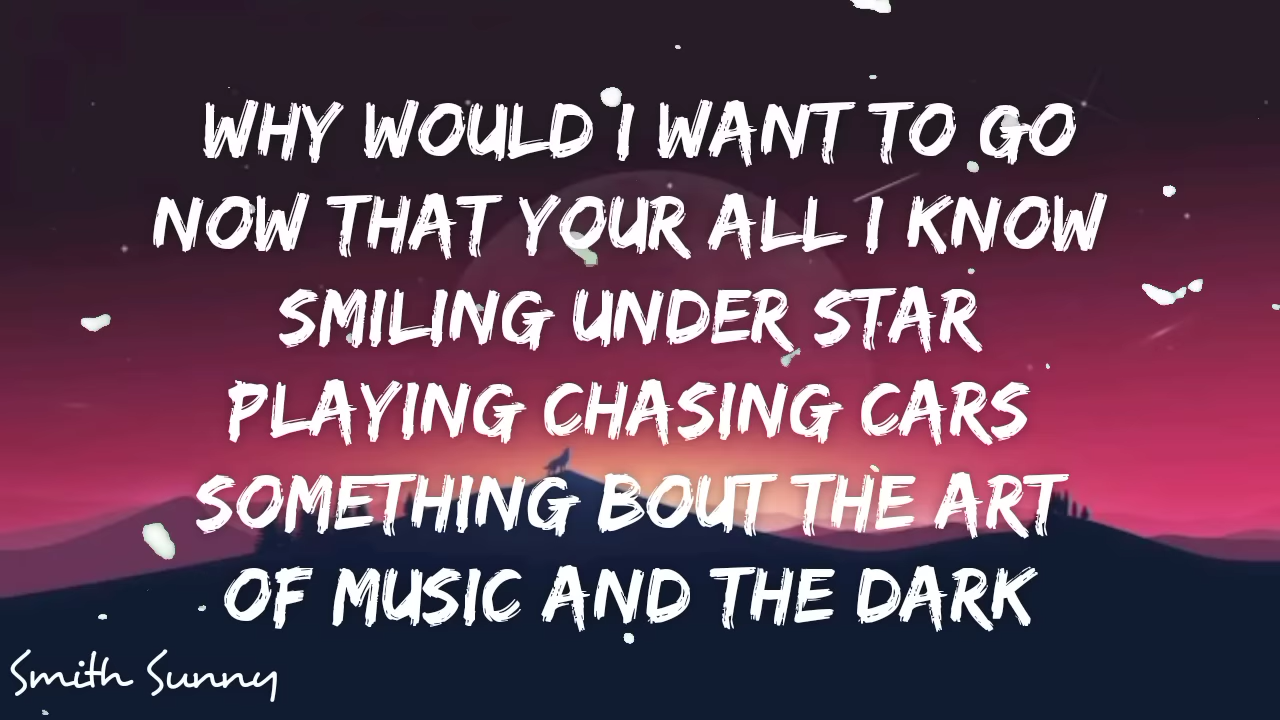 WHY WOULD I WANT TO GO
NOW THAT YOUR ALL I KNOW
SMILING UNDER STAR
PLAYING CHASING CARS
SOMETHING BOUT THE ART
OF MUSIC AND THE DARK
Smith Sunny